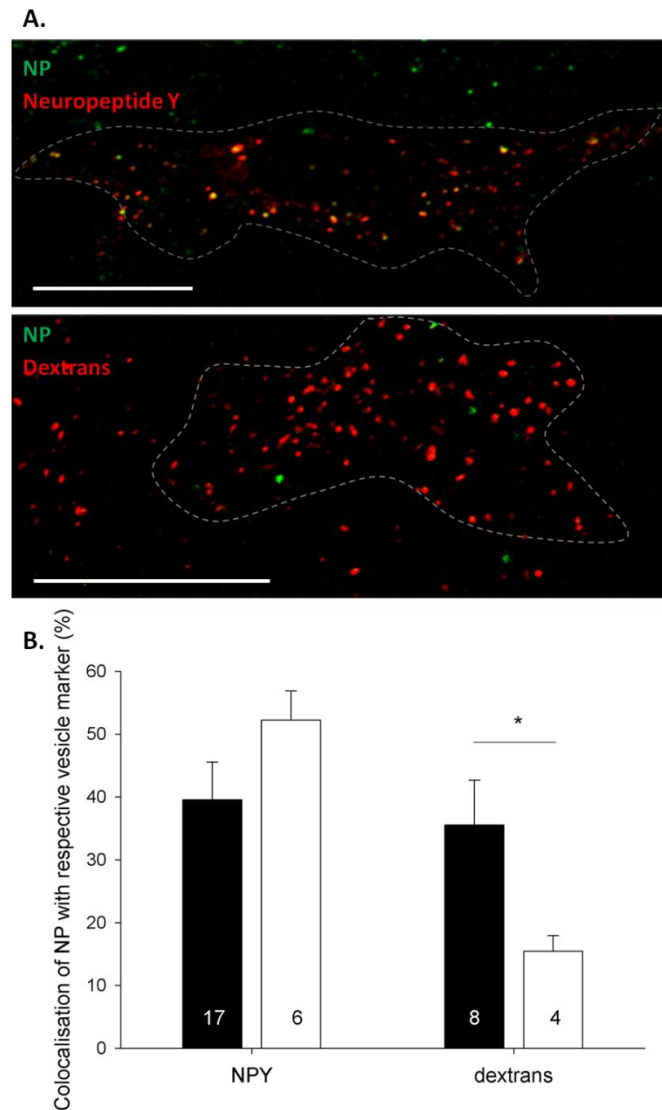 A.
NP
Neuropeptide Y
NP
Dextrans
B.
Colocalisation of NP with respective vesicle marker (%)
60
50
40
30
20
10
0
*
17
6
8
4
NPY
dextrans